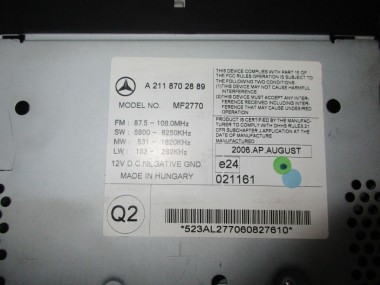 A 211 870 28 89
MODEL NO. MF2770
FM : 87.5 - 108.0MHz
SW : 5800 - 6250KHz
MW : 531 - 1620KHz
LW : 153 - 282KHz
12V D.C.NEGATIVE GND.
MADE IN HUNGARY
THIS DEVICE COMPLIES WITH PART 15 OF
THE FCC RULES OPERATION IS SUBJECT TO
THE FOLLOWING TWO CONDITIONS:
(1)THIS DEVICE MAY NOT CAUSE HARMFUL
INTERFERENCE
(2)THIS DEVICE MUST ACCEPT ANY INTER-
FERENCE RECEIVED INCLUDING INTER-
FERENCE THAT MAY CAUSE UNDESIRED
OPERATION
THIS PRODUCT IS CERTIFIED BY THE MANUFAC-
TURER TO COMPLY WITH DHHS RULES 21
CFR SUBCHAPTER J APPLICABLE AT DATE
OF MANUFACTURE
MANUFACTURED:
2006.AP.AUGUST
e24
021161
Q2
*523AL277060827610*